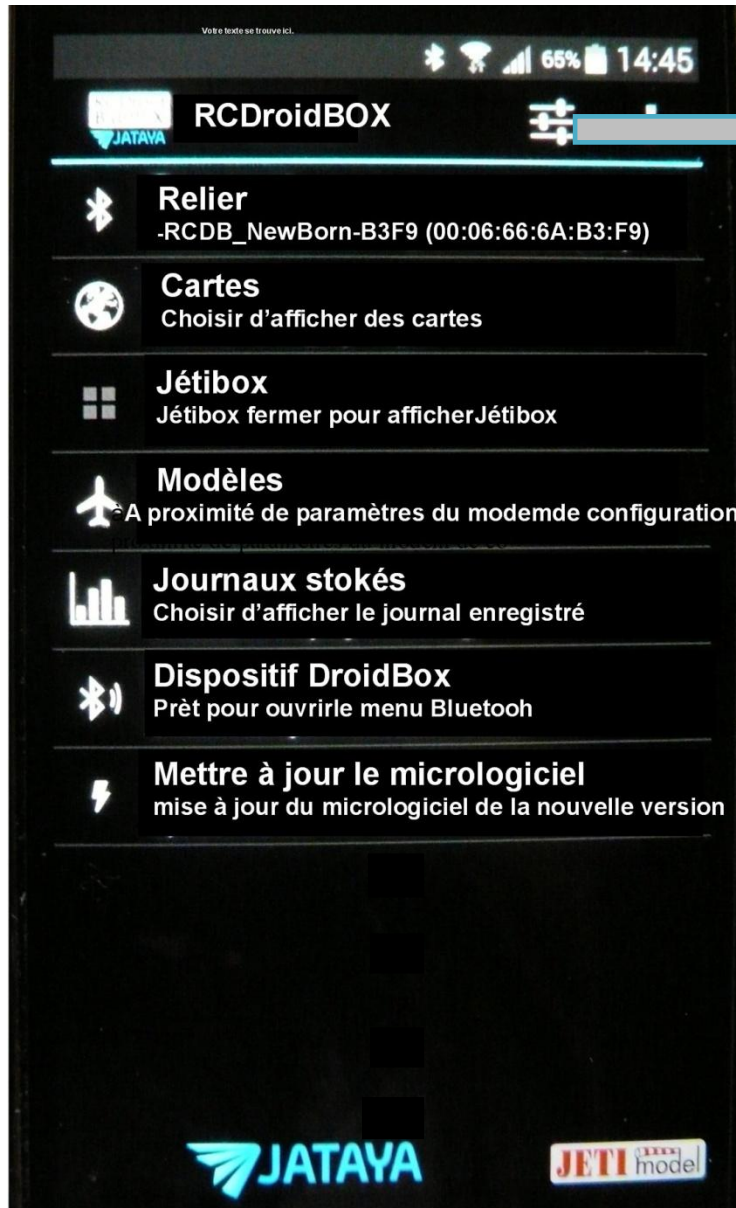 Votre texte se trouve ici.
65% 14:45
JATAYA
RCDroidBOX
Relier
-RCDB_NewBorn-B3F9 (00:06:66:6A:B3:F9)
Cartes
Choisir d’afficher des cartes
Jétibox
Jétibox fermer pour afficherJétibox
Modèles
àA proximité de paramètres du modemde configuration
Journaux stokés
Choisir d’afficher le journal enregistré
Dispositif DroidBox
Prèt pour ouvrirle menu Bluetooh
Mettre à jour le micrologiciel
mise à jour du micrologiciel de la nouvelle version
JATAYA
JETI model